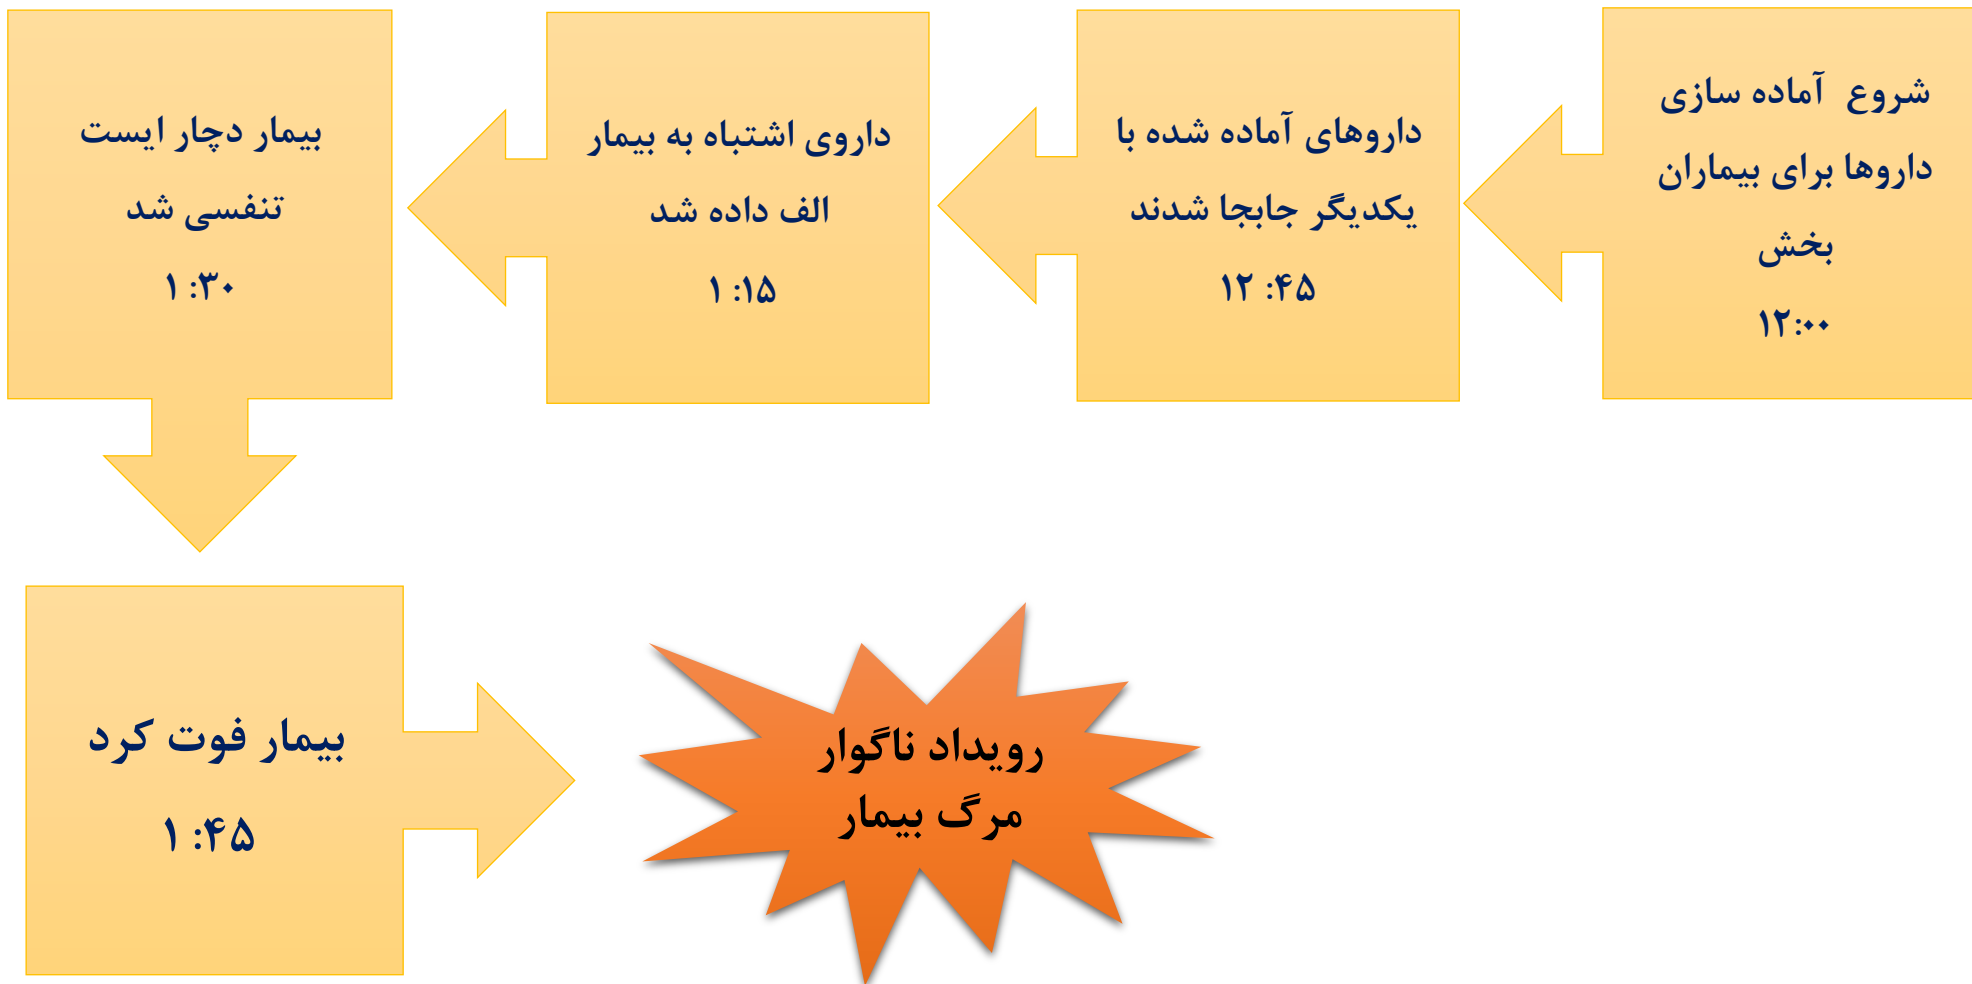 شروع آماده سازی
داروها برای بیماران
بخش
۱۲:۰۰
داروهای آماده شده با
یکدیگر جابجا شدند
۱۲ :۴۵
داروی اشتباه به بیمار
الف داده شد
۱ :۱۵
بیمار دچار ایست
تنفسی شد
۱ :۳۰
بیمار فوت کرد
۱ :۴۵
رویداد ناگوار
مرگ بیمار